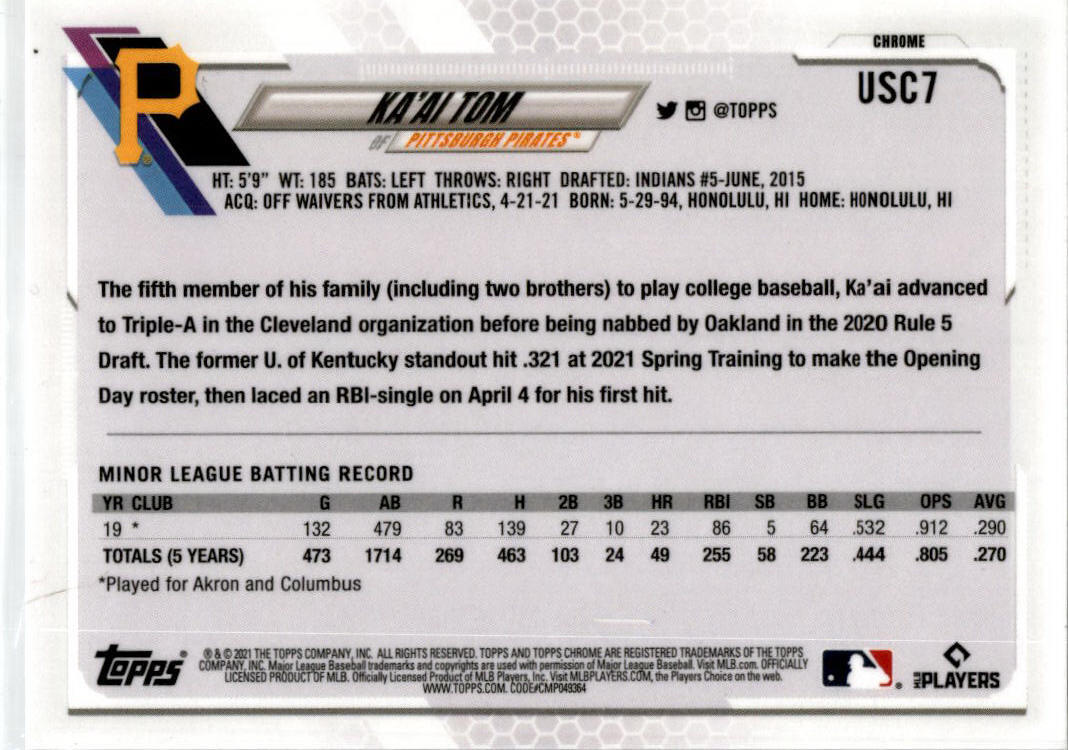 CHROME
USC7
P
KA'AI TOM
@TOPPS
OF PITTSBURGH PIRATES®
HT: 5'9" WT: 185 BATS: LEFT THROWS: RIGHT DRAFTED: INDIANS #5-JUNE, 2015
ACQ: OFF WAIVERS FROM ATHLETICS, 4-21-21 BORN: 5-29-94, HONOLULU, HI HOME: HONOLULU, HI
The fifth member of his family (including two brothers) to play college baseball, Ka'ai advanced
to Triple-A in the Cleveland organization before being nabbed by Oakland in the 2020 Rule 5
Draft. The former U. of Kentucky standout hit .321 at 2021 Spring Training to make the Opening
Day roster, then laced an RBI-single on April 4 for his first hit.
MINOR LEAGUE BATTING RECORD
YR CLUB G AB R H 2B 3B HR RBI SB BB SLG OPS AVG
19 * 132 479 83 139 27 10 23 86 5 64 .532 .912 .290
TOTALS (5 YEARS) 473 1714 269 463 103 24 49 255 58 223 .444 .805 .270
*Played for Akron and Columbus
topps®
® & © 2021 THE TOPPS COMPANY, INC. ALL RIGHTS RESERVED. TOPPS AND TOPPS CHROME ARE REGISTERED TRADEMARKS OF THE TOPPS
COMPANY, INC. Major League Baseball trademarks and copyrights are used with permission of Major League Baseball. Visit MLB.com. OFFICIALLY
LICENSED PRODUCT OF MLB. Officially Licensed Product of MLB Players, Inc. Visit MLBPLAYERS.COM, the Players Choice on the web.
WWW.TOPPS.COM. CODE#CMP049364
MLB PLAYERS